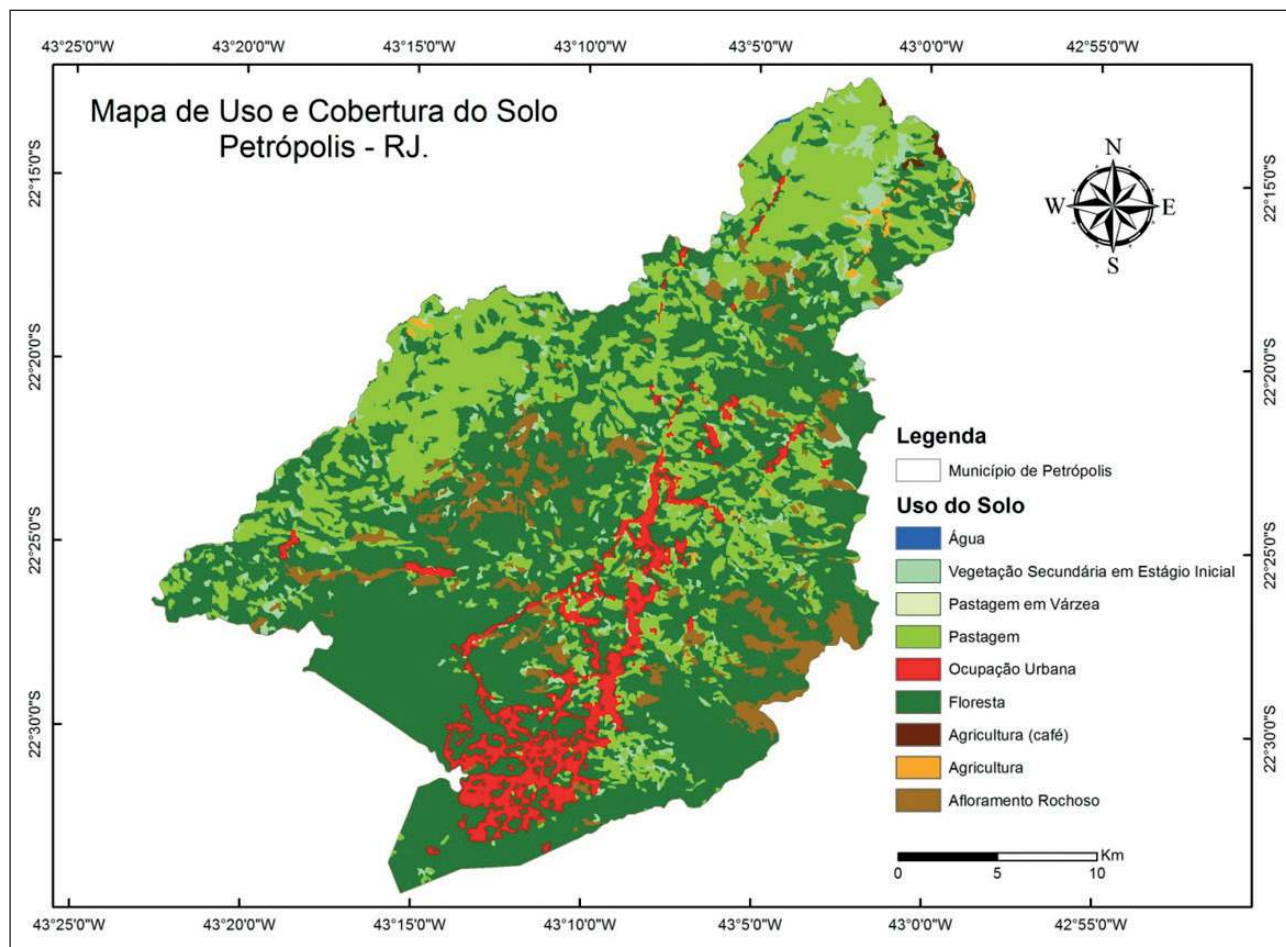 43°25'0"W 43°20'0"W 43°15'0"W 43°10'0"W 43°5'0"W 43°0'0"W 42°55'0"W
Mapa de Uso e Cobertura do Solo
Petrópolis - RJ.
N
W E
S
22°15'0"S
22°20'0"S
22°25'0"S
22°30'0"S
22°15'0"S
22°20'0"S
22°25'0"S
22°30'0"S
Legenda
Município de Petrópolis
Uso do Solo
Água
Vegetação Secundária em Estágio Inicial
Pastagem em Várzea
Pastagem
Ocupação Urbana
Floresta
Agricultura (café)
Agricultura
Afloramento Rochoso
Km
0 5 10
43°25'0"W 43°20'0"W 43°15'0"W 43°10'0"W 43°5'0"W 43°0'0"W 42°55'0"W